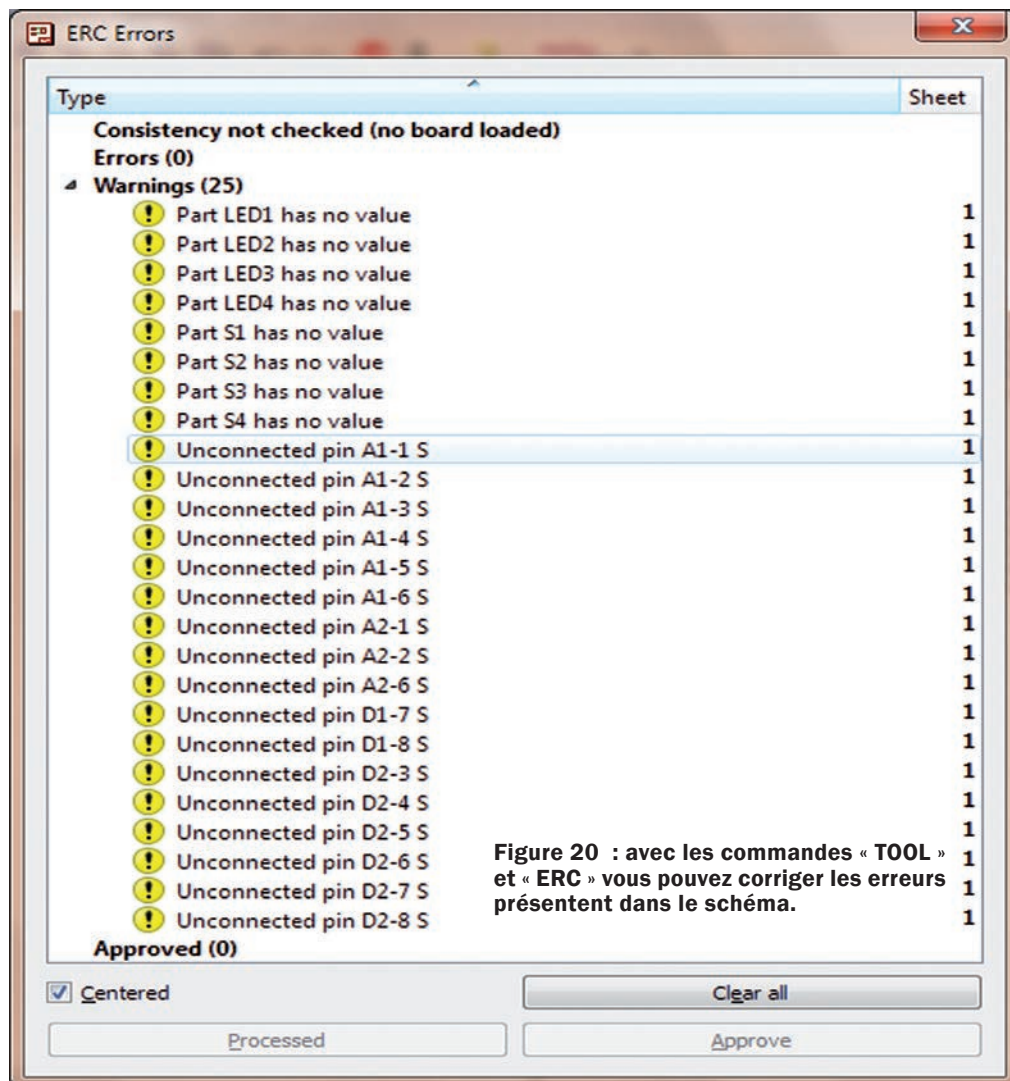 ERC Errors
Type Sheet
Consistency not checked (no board loaded)
Errors (0)
Warnings (25)
Part LED1 has no value 1
Part LED2 has no value 1
Part LED3 has no value 1
Part LED4 has no value 1
Part S1 has no value 1
Part S2 has no value 1
Part S3 has no value 1
Part S4 has no value 1
Unconnected pin A1-1 S 1
Unconnected pin A1-2 S 1
Unconnected pin A1-3 S 1
Unconnected pin A1-4 S 1
Unconnected pin A1-5 S 1
Unconnected pin A1-6 S 1
Unconnected pin A2-1 S 1
Unconnected pin A2-2 S 1
Unconnected pin A2-6 S 1
Unconnected pin D1-7 S 1
Unconnected pin D1-8 S 1
Unconnected pin D2-3 S 1
Unconnected pin D2-4 S 1
Unconnected pin D2-5 S 1
Unconnected pin D2-6 S 1
Unconnected pin D2-7 S 1
Unconnected pin D2-8 S 1
Figure 20 : avec les commandes « TOOL »
et « ERC » vous pouvez corriger les erreurs
présentent dans le schéma.
Approved (0)
Centered Clear all
Processed Approve